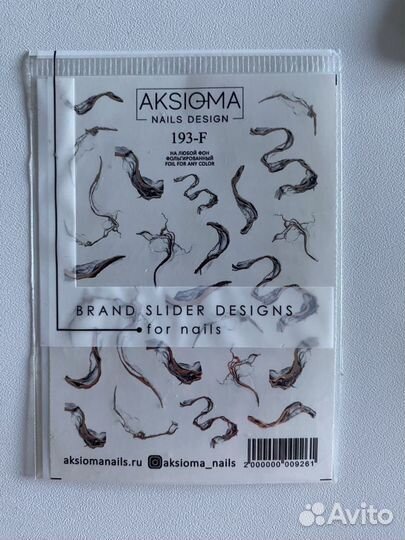 AKSIOMA
NAILS DESIGN
193-F
НА ЛЮБОЙ ФОН
ФОЛЬГИРОВАННЫЙ
FOIL FOR ANY COLOR
BRAND SLIDER DESIGNS
for nails
aksiomanails.ru aksioma_nails
2000000009261
Avito